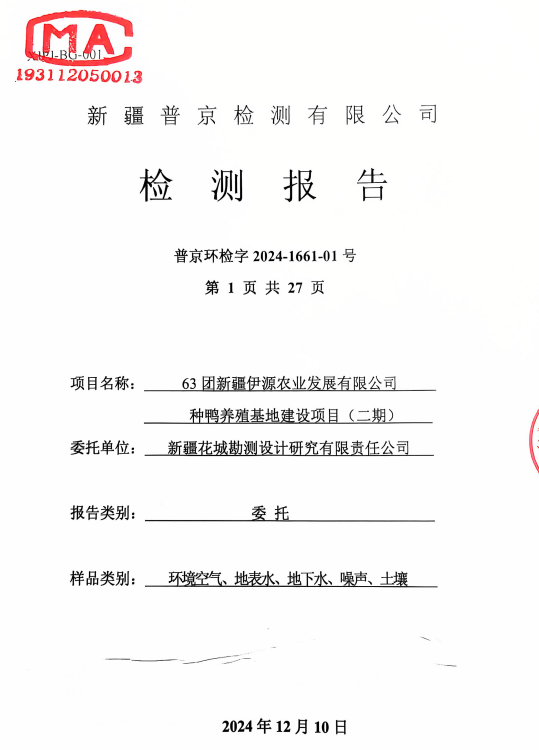 MA
XJPJ-BG-001
193112050013
新疆普京检测有限公司
检测报告
普京环检字 2024-1661-01 号
第 1 页 共 27 页
项目名称： 63 团新疆伊源农业发展有限公司
种鸭养殖基地建设项目（二期）
委托单位： 新疆花城勘测设计研究有限责任公司
报告类别： 委 托
样品类别： 环境空气、地表水、地下水、噪声、土壤
2024 年 12 月 10 日